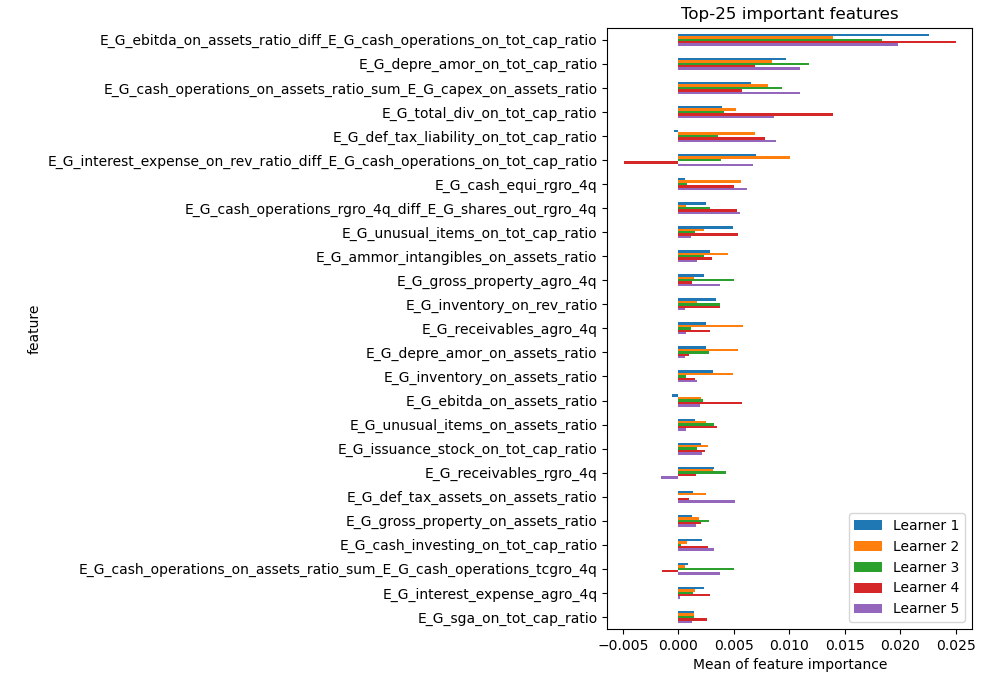 Top-25 important features
E_G_ebitda_on_assets_ratio_diff_E_G_cash_operations_on_tot_cap_ratio
E_G_depre_amor_on_tot_cap_ratio
E_G_cash_operations_on_assets_ratio_sum_E_G_capex_on_assets_ratio
E_G_total_div_on_tot_cap_ratio
E_G_def_tax_liability_on_tot_cap_ratio
E_G_interest_expense_on_rev_ratio_diff_E_G_cash_operations_on_tot_cap_ratio
E_G_cash_equi_rgro_4q
E_G_cash_operations_rgro_4q_diff_E_G_shares_out_rgro_4q
E_G_unusual_items_on_tot_cap_ratio
E_G_ammor_intangibles_on_assets_ratio
E_G_gross_property_agro_4q
E_G_inventory_on_rev_ratio
E_G_receivables_agro_4q
E_G_depre_amor_on_assets_ratio
E_G_inventory_on_assets_ratio
E_G_ebitda_on_assets_ratio
E_G_unusual_items_on_assets_ratio
E_G_issuance_stock_on_tot_cap_ratio
E_G_receivables_rgro_4q
E_G_def_tax_assets_on_assets_ratio
E_G_gross_property_on_assets_ratio
E_G_cash_investing_on_tot_cap_ratio
E_G_cash_operations_on_assets_ratio_sum_E_G_cash_operations_tcgro_4q
E_G_interest_expense_agro_4q
E_G_sga_on_tot_cap_ratio
feature
Learner 1
Learner 2
Learner 3
Learner 4
Learner 5
−0.005 0.000 0.005 0.010 0.015 0.020 0.025
Mean of feature importance